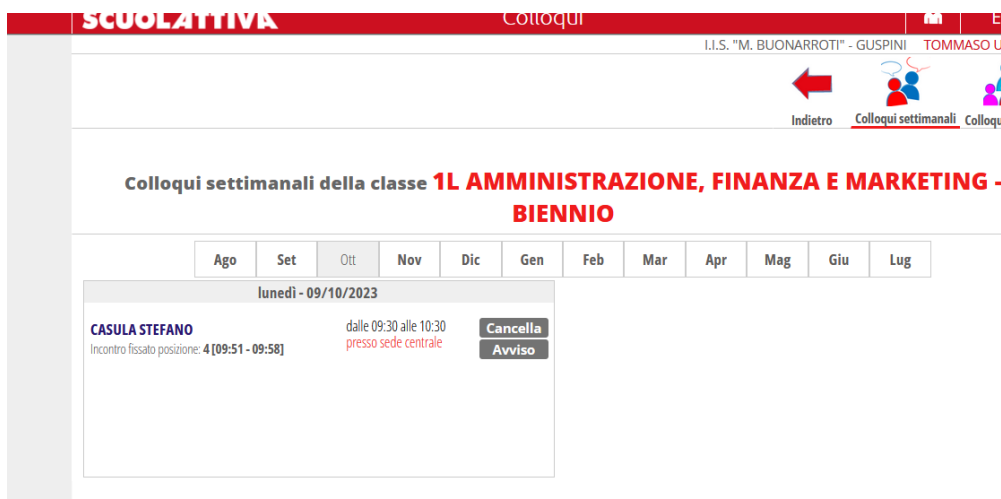 SCUOLATTIVA Colloqui
I.I.S. "M. BUONARROTI" - GUSPINI TOMMASO U
Indietro Colloqui settimanali Colloqu
Colloqui settimanali della classe 1L AMMINISTRAZIONE, FINANZA E MARKETING -
BIENNIO
Ago Set Ott Nov Dic Gen Feb Mar Apr Mag Giu Lug
lunedì - 09/10/2023
CASULA STEFANO dalle 09:30 alle 10:30 Cancella
Incontro fissato posizione: 4 [09:51 - 09:58] presso sede centrale Avviso